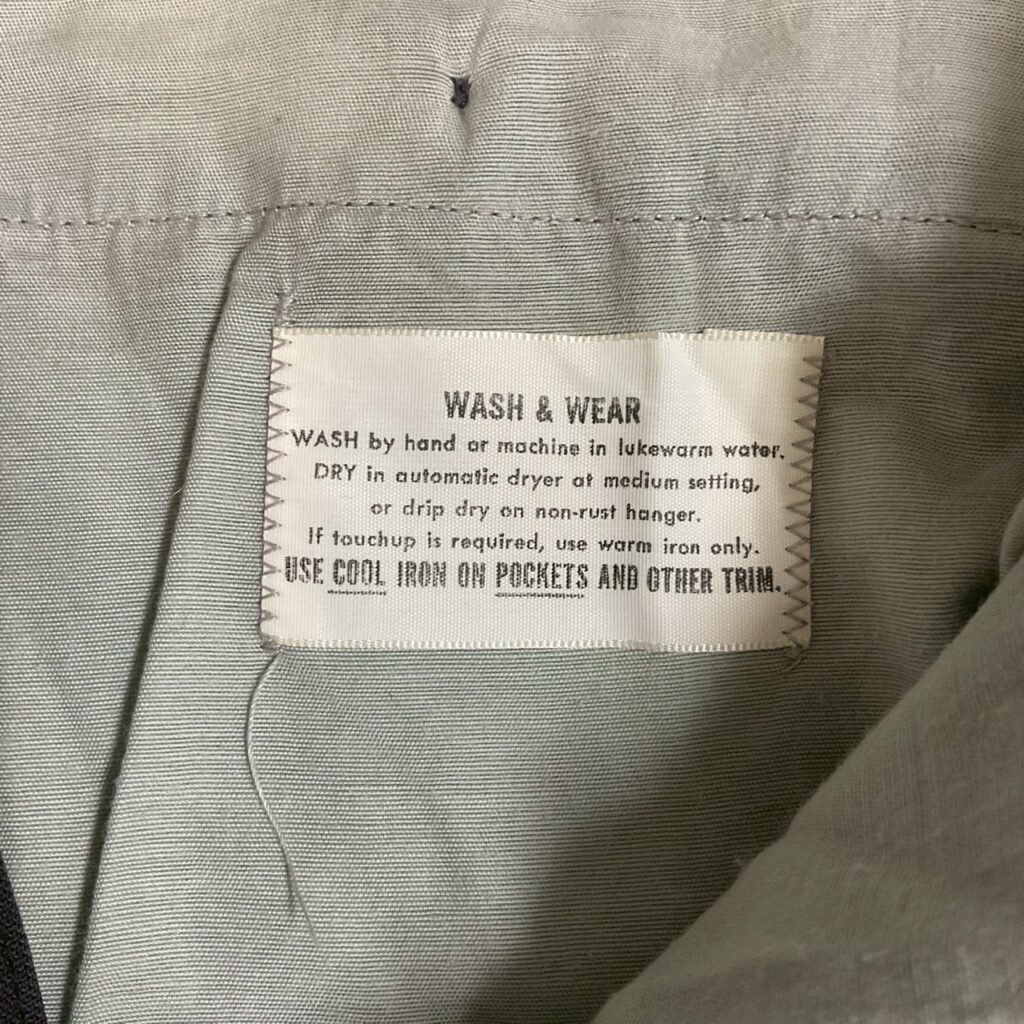 WASH & WEAR
WASH by hand or machine in lukewarm water.
DRY in automatic dryer at medium setting,
or drip dry on non-rust hanger.
If touchup is required, use warm iron only.
USE COOL IRON ON POCKETS AND OTHER TRIM.